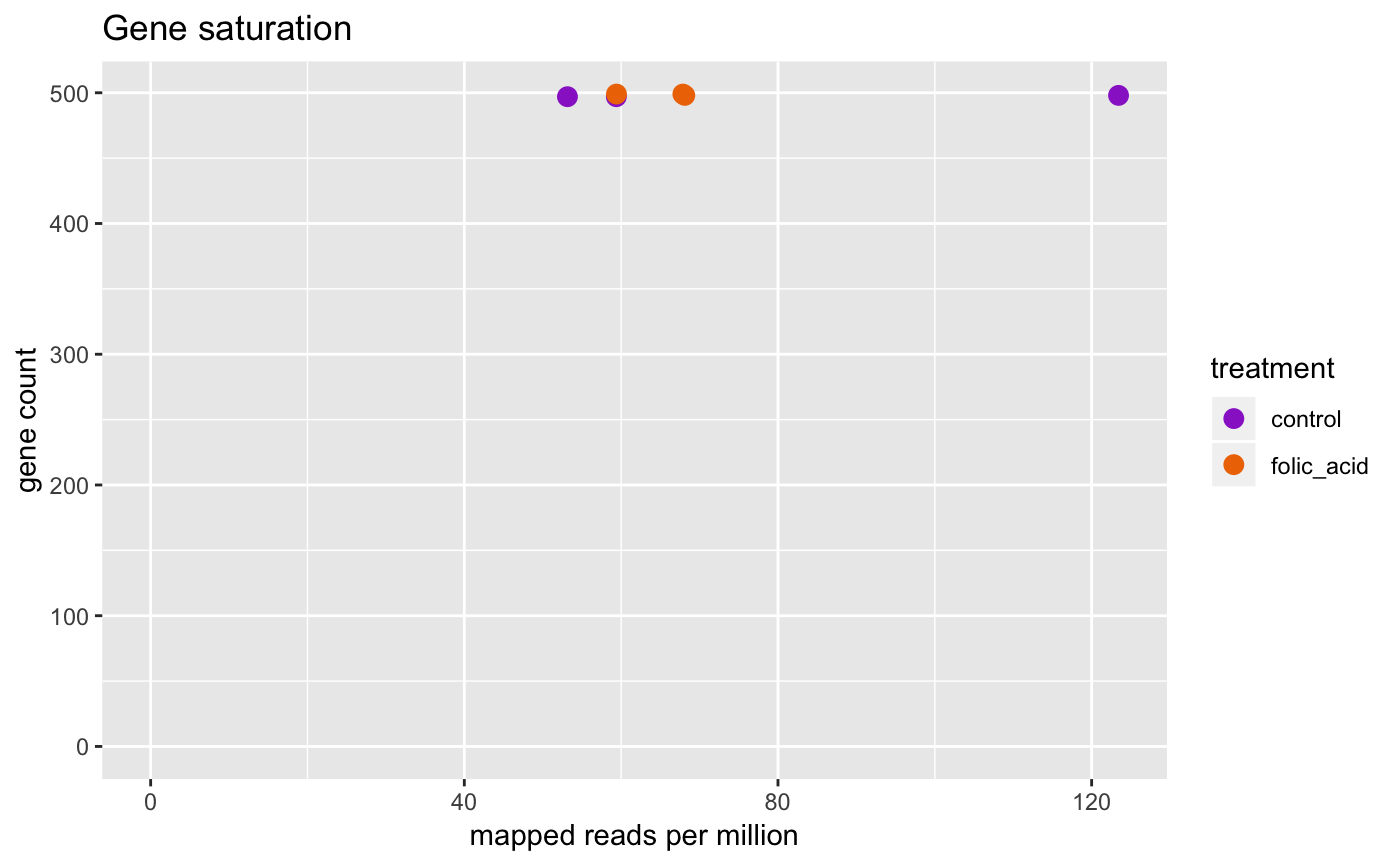 Gene saturation
500
400
300
200
100
0
gene count
0 40 80 120
mapped reads per million
treatment
control
folic_acid